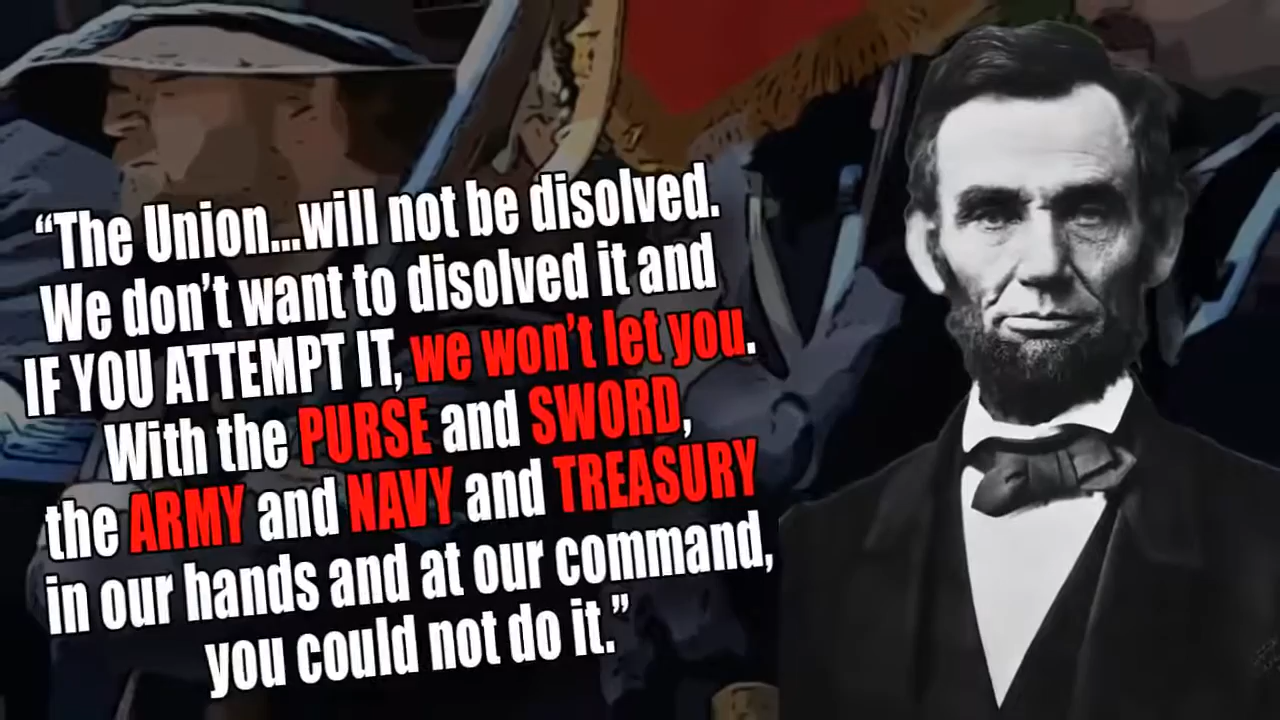 “The Union...will not be disolved.
We don’t want to disolved it and
IF YOU ATTEMPT IT, we won’t let you.
With the PURSE and SWORD,
the ARMY and NAVY and TREASURY
in our hands and at our command,
you could not do it.”